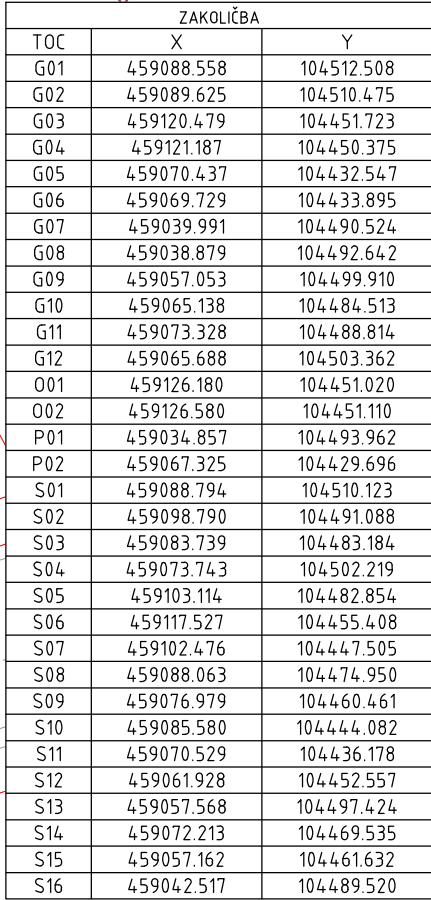 ZAKOLIČBA
TOC X Y
G01 459088.558 104512.508
G02 459089.625 104510.475
G03 459120.479 104451.723
G04 459121.187 104450.375
G05 459070.437 104432.547
G06 459069.729 104433.895
G07 459039.991 104490.524
G08 459038.879 104492.642
G09 459057.053 104499.910
G10 459065.138 104484.513
G11 459073.328 104488.814
G12 459065.688 104503.362
O01 459126.180 104451.020
O02 459126.580 104451.110
P01 459034.857 104493.962
P02 459067.325 104429.696
S01 459088.794 104510.123
S02 459098.790 104491.088
S03 459083.739 104483.184
S04 459073.743 104502.219
S05 459103.114 104482.854
S06 459117.527 104455.408
S07 459102.476 104447.505
S08 459088.063 104474.950
S09 459076.979 104460.461
S10 459085.580 104444.082
S11 459070.529 104436.178
S12 459061.928 104452.557
S13 459057.568 104497.424
S14 459072.213 104469.535
S15 459057.162 104461.632
S16 459042.517 104489.520